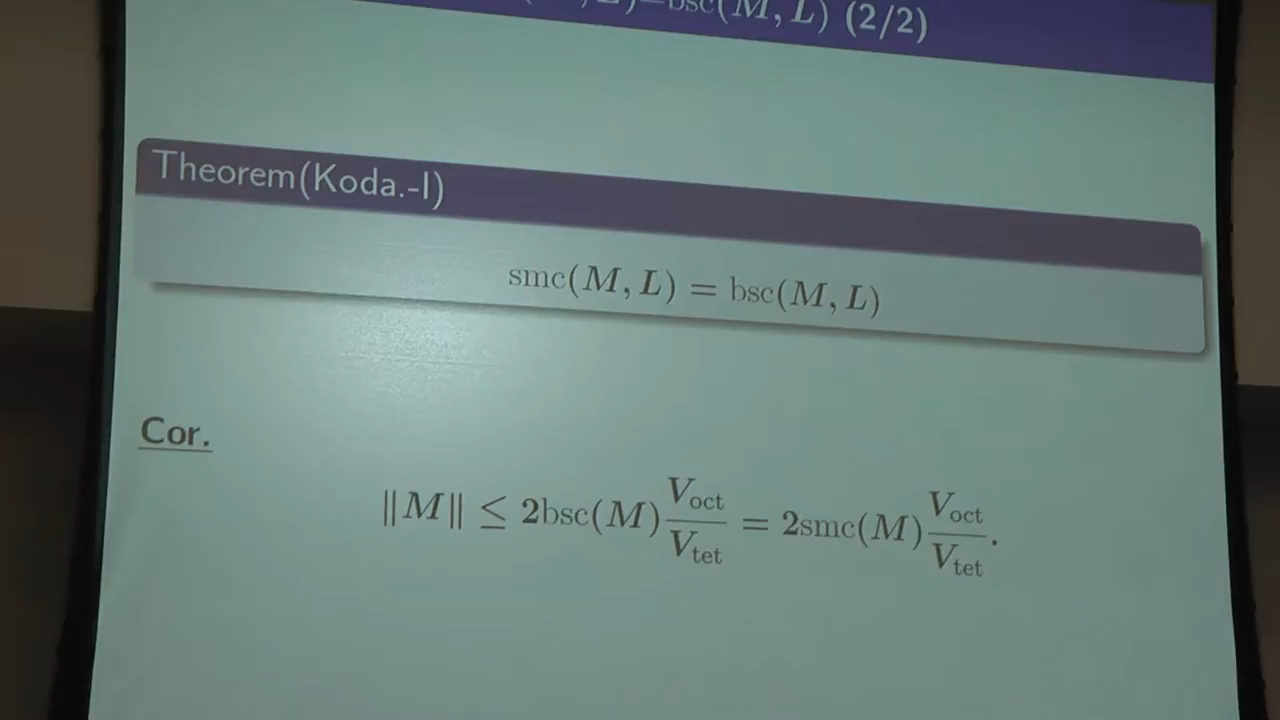 bsc(M, L) (2/2)
Theorem(Koda.-I)
smc(M, L) = bsc(M, L)
Cor.
‖M‖ ≤ 2bsc(M) V_oct/V_tet = 2smc(M) V_oct/V_tet.